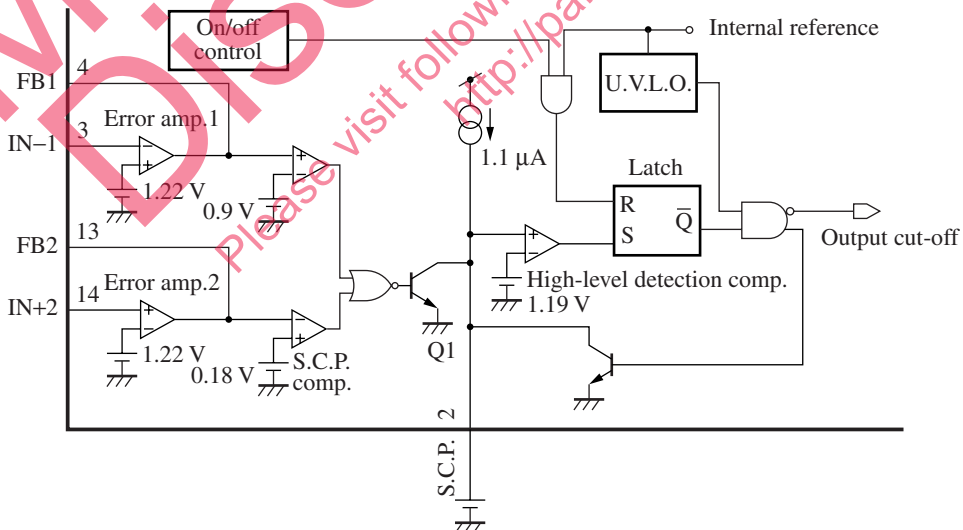 On/off
control
Internal reference
FB1
4
U.V.L.O.
Error amp.1
IN−1
3
1.1 µA
Latch
1.22 V
0.9 V
R
S
Q̅
FB2
13
Output cut-off
Error amp.2
High-level detection comp.
1.19 V
IN+2
14
1.22 V
0.18 V
S.C.P.
comp.
Q1
2
S.C.P.
Please visit follow
http://pa
Dis